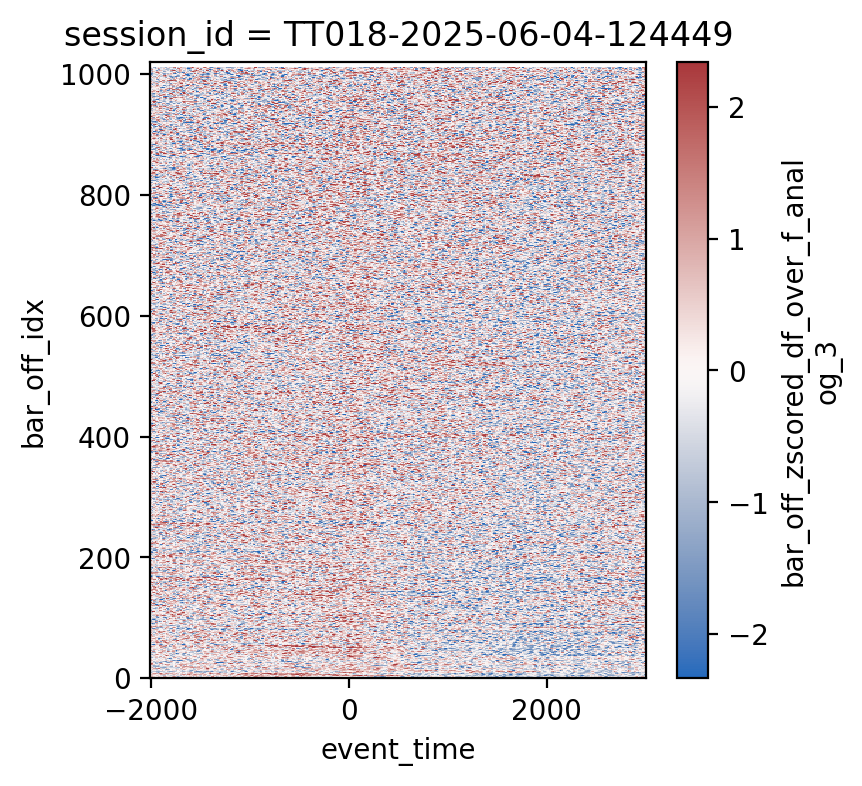 session_id = TT018-2025-06-04-124449
1000
800
600
400
200
0
bar_off_idx
−2000
0
2000
event_time
2
1
0
−1
−2
bar_off_zscored_df_over_f_anal
og_3